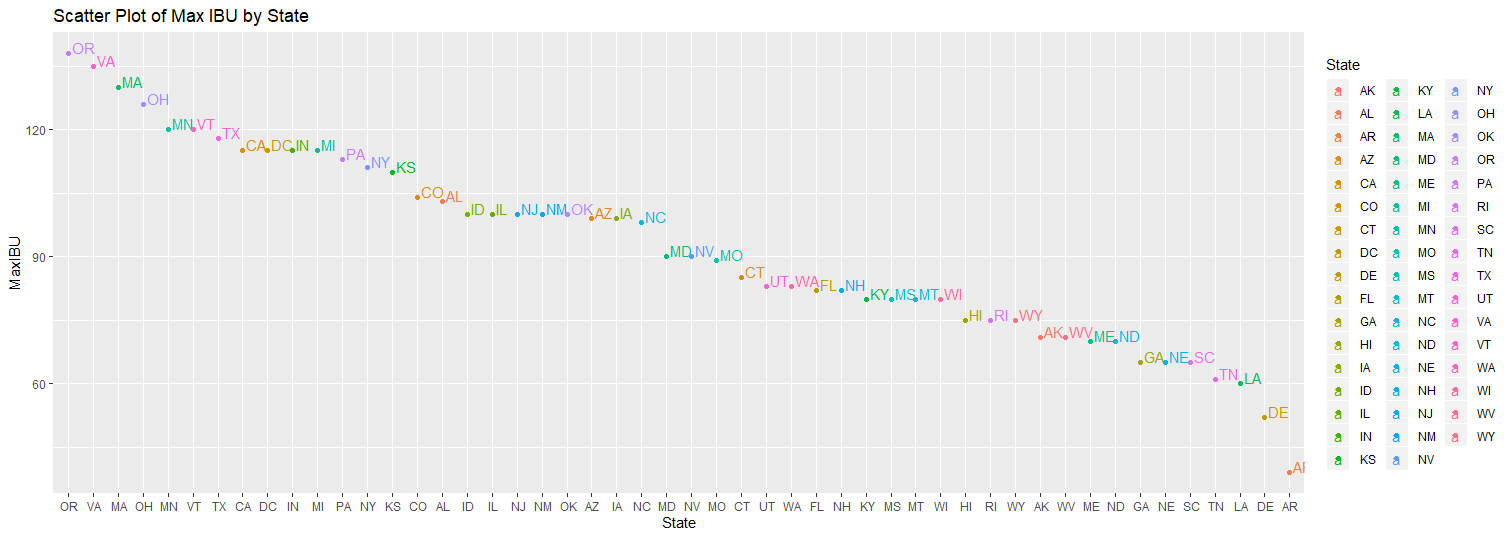 Scatter Plot of Max IBU by State
MaxIBU
120
90
60
OR
VA
MA
OH
MN
VT
TX
CA
DC
IN
MI
PA
NY
KS
CO
AL
ID
IL
NJ
NM
OK
AZ
IA
NC
MD
NV
MO
CT
UT
WA
FL
NH
KY
MS
MT
WI
HI
RI
WY
AK
WV
ME
ND
GA
NE
SC
TN
LA
DE
AR
OR VA MA OH MN VT TX CA DC IN MI PA NY KS CO AL ID IL NJ NM OK AZ IA NC MD NV MO CT UT WA FL NH KY MS MT WI HI RI WY AK WV ME ND GA NE SC TN LA DE AR
State
State
a AK a KY a NY
a AL a LA a OH
a AR a MA a OK
a AZ a MD a OR
a CA a ME a PA
a CO a MI a RI
a CT a MN a SC
a DC a MO a TN
a DE a MS a TX
a FL a MT a UT
a GA a NC a VA
a HI a ND a VT
a IA a NE a WA
a ID a NH a WI
a IL a NJ a WV
a IN a NM a WY
a KS a NV